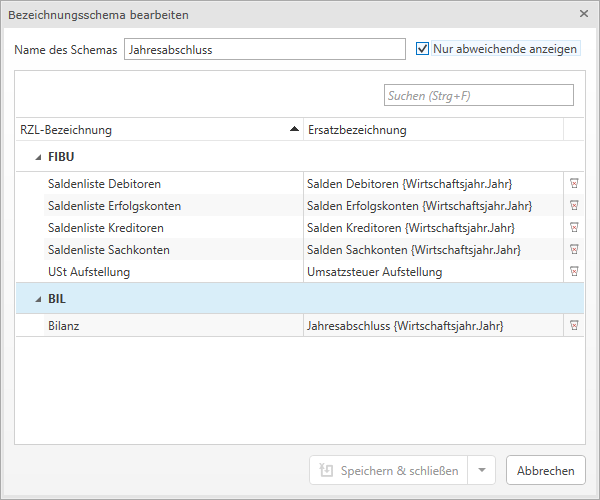 Bezeichnungsschema bearbeiten
Name des Schemas Jahresabschluss Nur abweichende anzeigen
Suchen (Strg+F)
RZL-Bezeichnung Ersatzbezeichnung
FIBU
Saldenliste Debitoren Salden Debitoren {Wirtschaftsjahr.Jahr}
Saldenliste Erfolgskonten Salden Erfolgskonten {Wirtschaftsjahr.Jahr}
Saldenliste Kreditoren Salden Kreditoren {Wirtschaftsjahr.Jahr}
Saldenliste Sachkonten Salden Sachkonten {Wirtschaftsjahr.Jahr}
USt Aufstellung Umsatzsteuer Aufstellung
BIL
Bilanz Jahresabschluss {Wirtschaftsjahr.Jahr}
Speichern & schließen Abbrechen